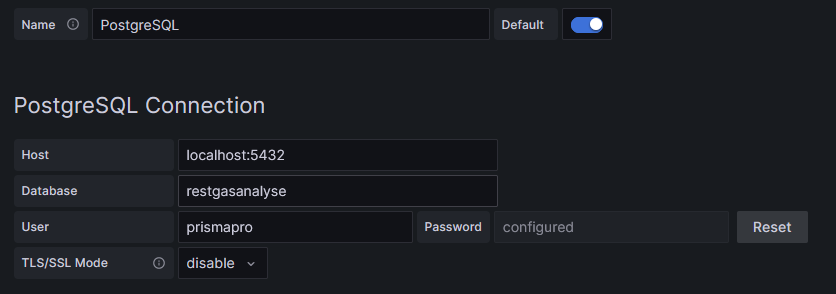 Name PostgreSQL Default
PostgreSQL Connection
Host localhost:5432
Database restgasanalyse
User prismapro Password configured Reset
TLS/SSL Mode disable